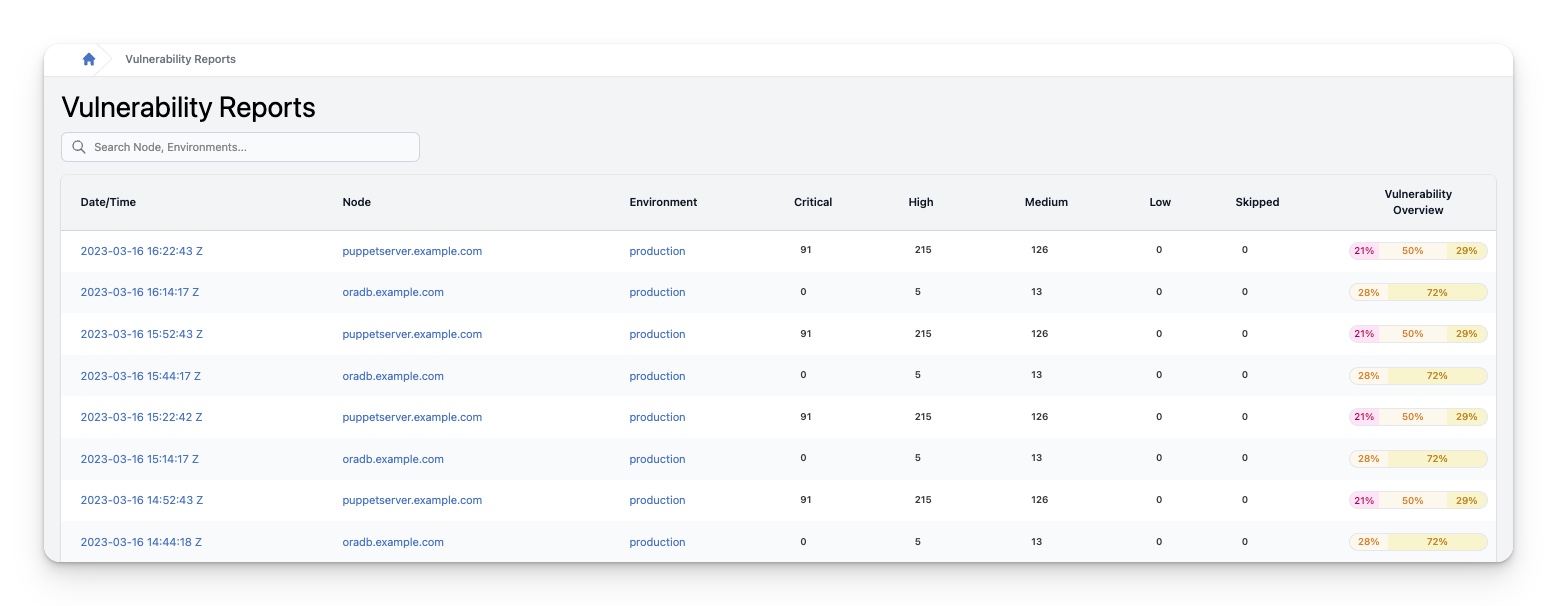 Vulnerability Reports
Vulnerability Reports
Search Node, Environments...
Date/Time Node Environment Critical High Medium Low Skipped Vulnerability Overview
2023-03-16 16:22:43 Z puppetserver.example.com production 91 215 126 0 0 21% 50% 29%
2023-03-16 16:14:17 Z oradb.example.com production 0 5 13 0 0 28% 72%
2023-03-16 15:52:43 Z puppetserver.example.com production 91 215 126 0 0 21% 50% 29%
2023-03-16 15:44:17 Z oradb.example.com production 0 5 13 0 0 28% 72%
2023-03-16 15:22:42 Z puppetserver.example.com production 91 215 126 0 0 21% 50% 29%
2023-03-16 15:14:17 Z oradb.example.com production 0 5 13 0 0 28% 72%
2023-03-16 14:52:43 Z puppetserver.example.com production 91 215 126 0 0 21% 50% 29%
2023-03-16 14:44:18 Z oradb.example.com production 0 5 13 0 0 28% 72%